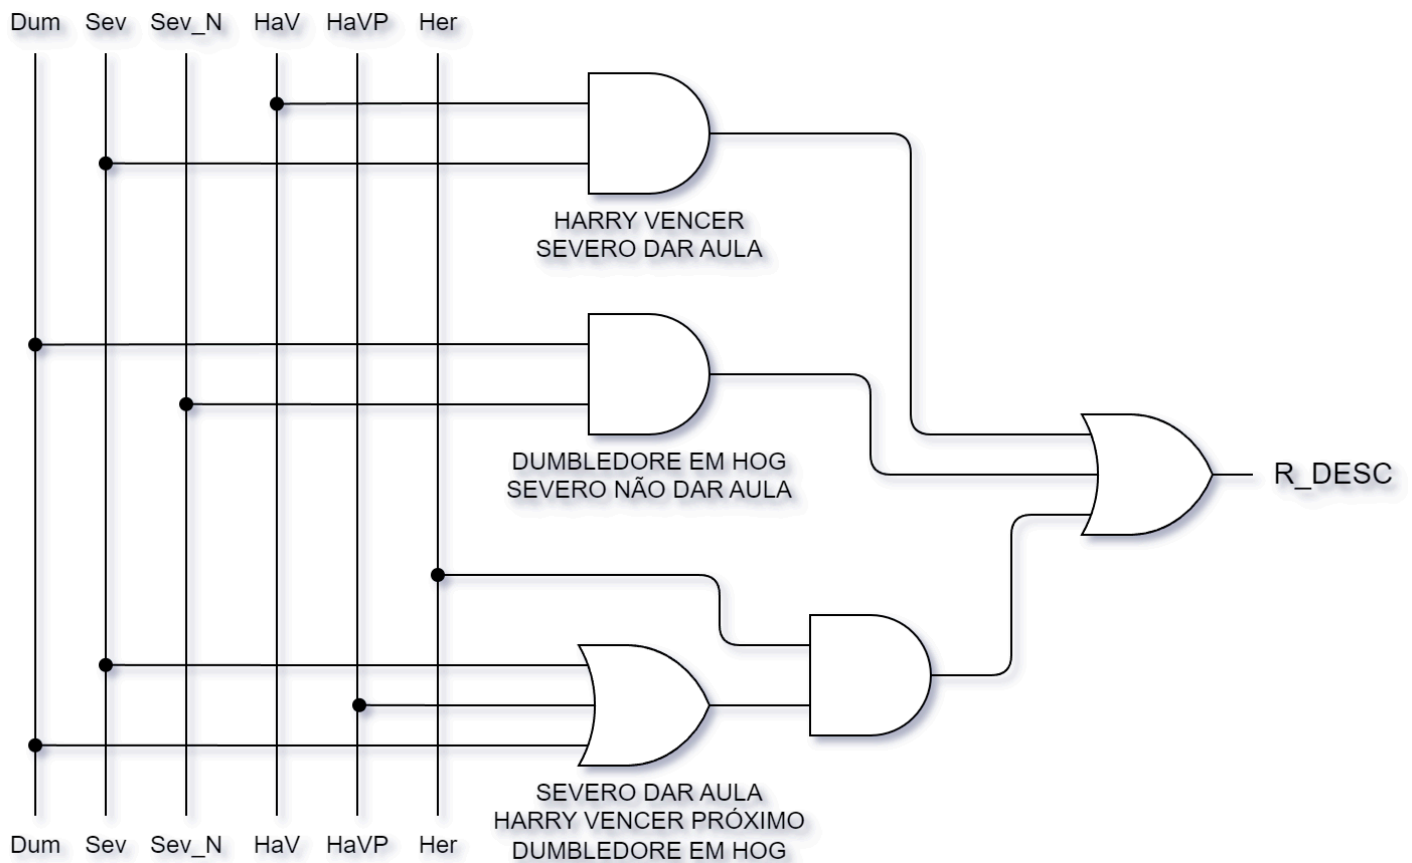 Dum Sev Sev_N HaV HaVP Her
HARRY VENCER
SEVERO DAR AULA
DUMBLEDORE EM HOG
SEVERO NÃO DAR AULA
R_DESC
SEVERO DAR AULA
HARRY VENCER PRÓXIMO
DUMBLEDORE EM HOG
Dum Sev Sev_N HaV HaVP Her